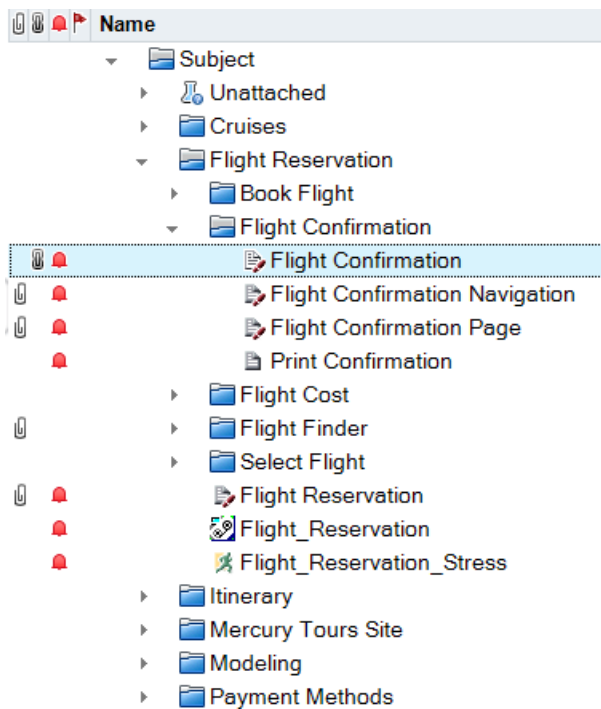 Name
Subject
Unattached
Cruises
Flight Reservation
Book Flight
Flight Confirmation
Flight Confirmation
Flight Confirmation Navigation
Flight Confirmation Page
Print Confirmation
Flight Cost
Flight Finder
Select Flight
Flight Reservation
Flight_Reservation
Flight_Reservation_Stress
Itinerary
Mercury Tours Site
Modeling
Payment Methods